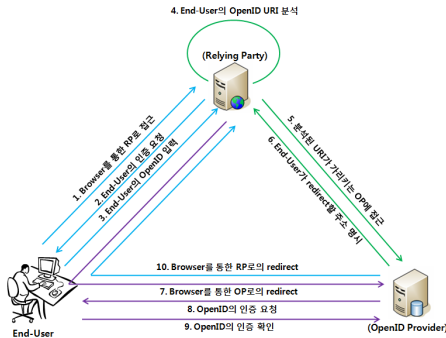 4. End-User의 OpenID URI 분석
(Relying Party)
1. Browser를 통한 RP로 접근
2. End-User의 인증 요청
3. End-User의 OpenID 입력
5. 분석된 URI가 가리키는 OP에 접근
6. End-User가 redirect할 주소 명시
10. Browser를 통한 RP로의 redirect
7. Browser를 통한 OP로의 redirect
8. OpenID의 인증 요청
9. OpenID의 인증 확인
End-User
(OpenID Provider)